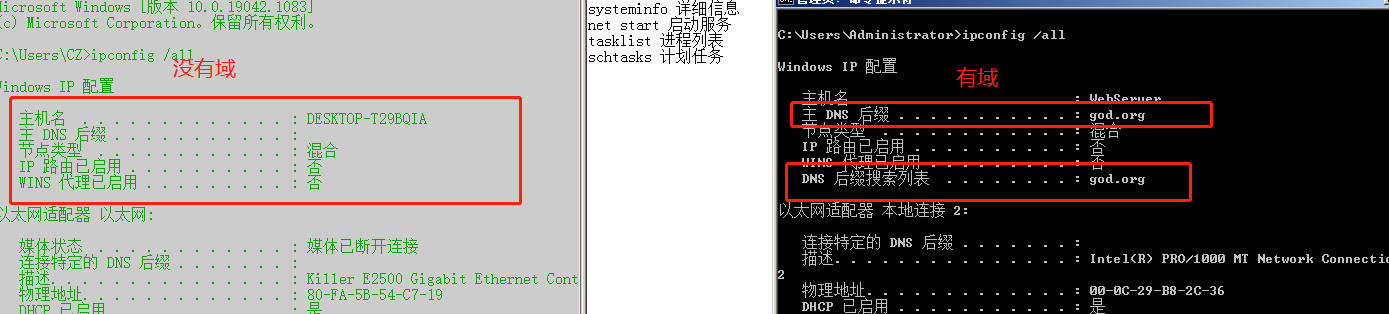 Microsoft Windows [版本 10.0.19042.1083]
(c) Microsoft Corporation。保留所有权利。
C:\Users\CZ>ipconfig /all
没有域
Windows IP 配置
主机名 . . . . . . . . . . . . . : DESKTOP-T29BQIA
主 DNS 后缀 . . . . . . . . . . . :
节点类型 . . . . . . . . . . . . : 混合
IP 路由已启用 . . . . . . . . . . : 否
WINS 代理已启用 . . . . . . . . . : 否
以太网适配器 以太网:
媒体状态 . . . . . . . . . . . . : 媒体已断开连接
连接特定的 DNS 后缀 . . . . . . . :
描述. . . . . . . . . . . . . . . : Killer E2500 Gigabit Ethernet Cont
物理地址. . . . . . . . . . . . . : 80-FA-5B-54-C7-19
DHCP 已启用 . . . . . . . . . . . : 是
systeminfo 详细信息
net start 启动服务
tasklist 进程列表
schtasks 计划任务
管理员: 命令提示符
C:\Users\Administrator>ipconfig /all
Windows IP 配置
有域
主机名 . . . . . . . . . . . . . : WebServer
主 DNS 后缀 . . . . . . . . . . . : god.org
节点类型 . . . . . . . . . . . . : 混合
IP 路由已启用 . . . . . . . . . . : 否
WINS 代理已启用 . . . . . . . . . : 否
DNS 后缀搜索列表 . . . . . . . . : god.org
以太网适配器 本地连接 2:
连接特定的 DNS 后缀 . . . . . . . :
描述. . . . . . . . . . . . . . . : Intel(R) PRO/1000 MT Network Connectio
2
物理地址. . . . . . . . . . . . . : 00-0C-29-B8-2C-36
DHCP 已启用 . . . . . . . . . . . : 是